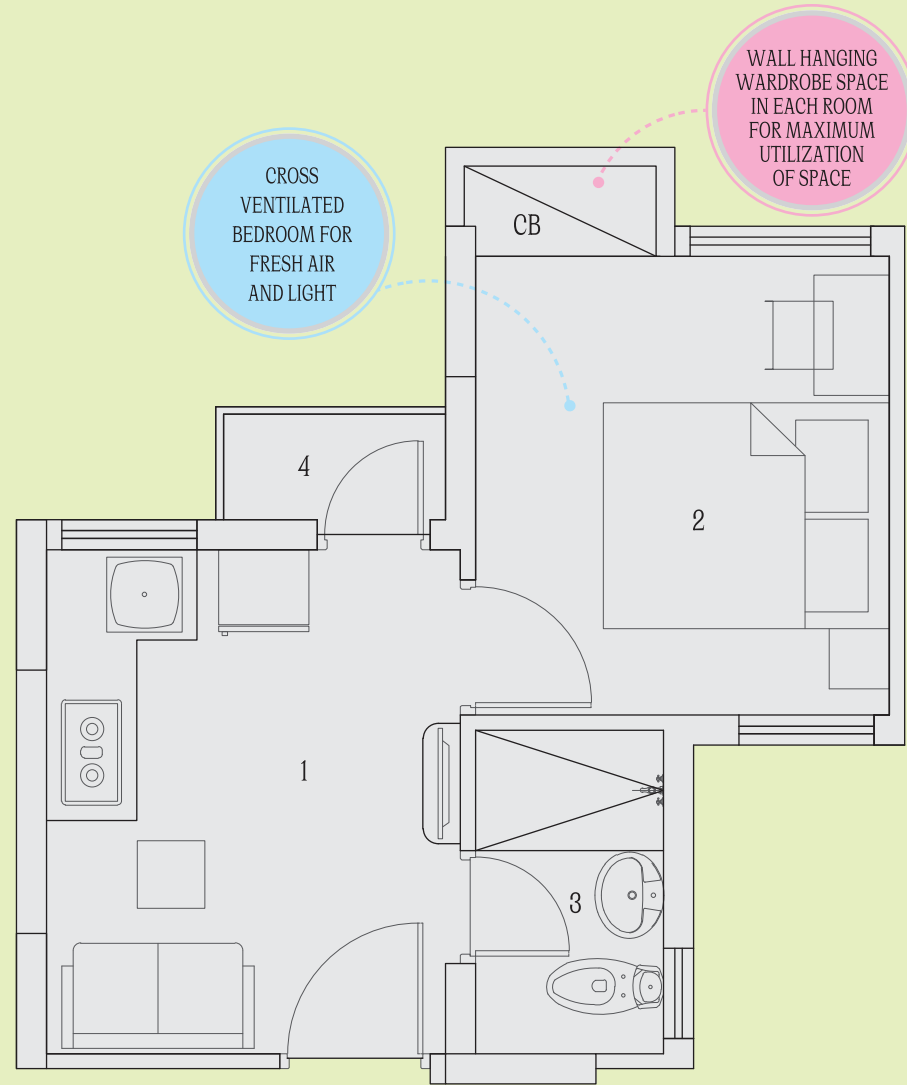 WALL HANGING
WARDROBE SPACE
IN EACH ROOM
FOR MAXIMUM
UTILIZATION
OF SPACE
CROSS
VENTILATED
BEDROOM FOR
FRESH AIR
AND LIGHT
CB
4
2
1
3